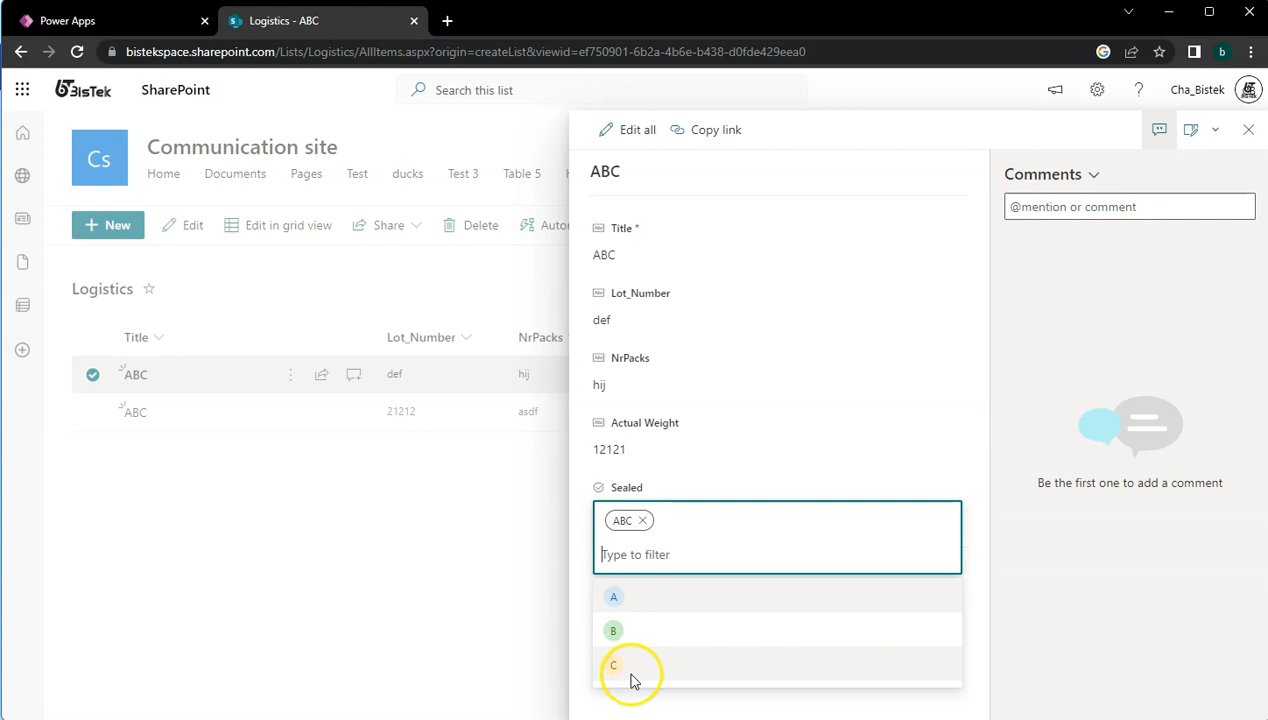 Power Apps
Logistics - ABC
bistekspace.sharepoint.com/Lists/Logistics/AllItems.aspx?origin=createList&viewid=ef750901-6b2a-4b6e-b438-d0fde429eea0
b
BisTek
SharePoint
Search this list
Cha_Bistek
Cs
Communication site
Home Documents Pages Test ducks Test 3 Table 5
New Edit Edit in grid view Share Delete Autom
Logistics
Title Lot_Number NrPacks
ABC def hij
ABC 21212 asdf
Edit all Copy link
ABC
Title *
ABC
Lot_Number
def
NrPacks
hij
Actual Weight
12121
Sealed
ABC
Type to filter
A
B
C
Comments
@mention or comment
Be the first one to add a comment